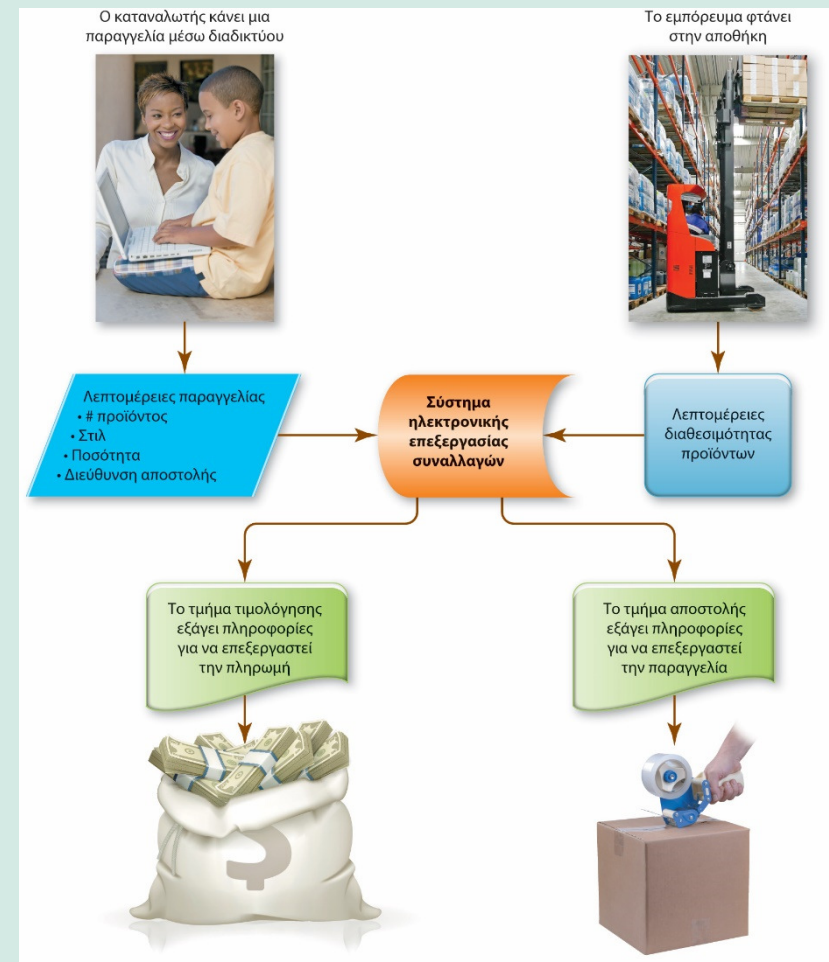 Ο καταναλωτής κάνει μια
παραγγελία μέσω διαδικτύου
Το εμπόρευμα φτάνει
στην αποθήκη
Λεπτομέρειες παραγγελίας
• # προϊόντος
• Στιλ
• Ποσότητα
• Διεύθυνση αποστολής
Σύστημα
ηλεκτρονικής
επεξεργασίας
συναλλαγών
Λεπτομέρειες
διαθεσιμότητας
προϊόντων
Το τμήμα τιμολόγησης
εξάγει πληροφορίες
για να επεξεργαστεί
την πληρωμή
Το τμήμα αποστολής
εξάγει πληροφορίες
για να επεξεργαστεί
την παραγγελία
$